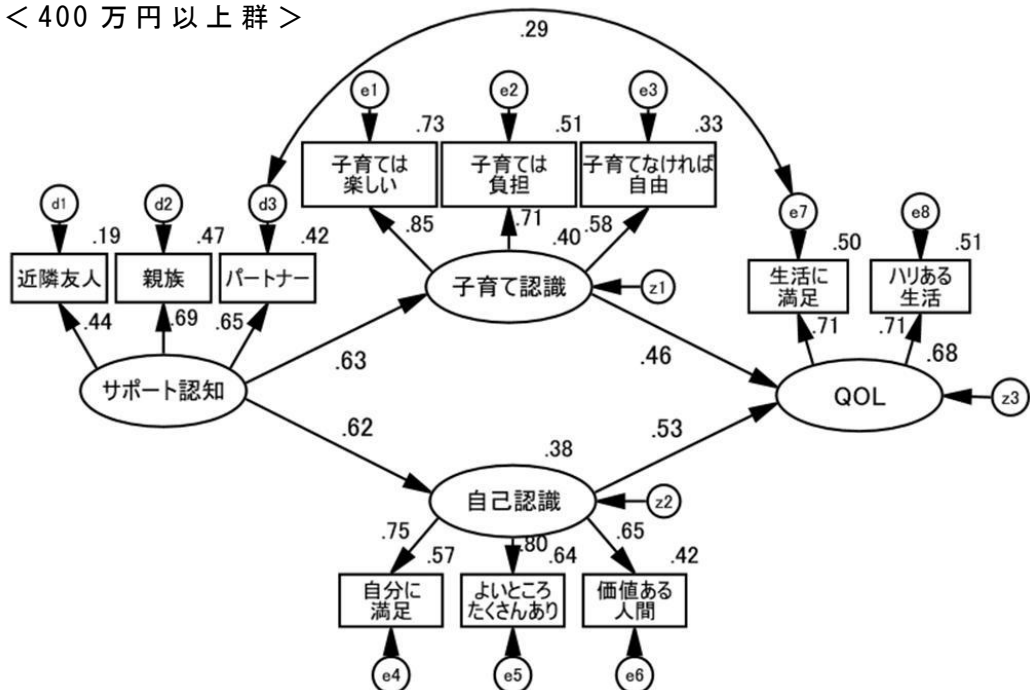 ＜400万円以上群＞
.29
e1
e2
e3
.73
.51
.33
子育ては
楽しい
子育ては
負担
子育てなければ
自由
d1
d2
d3
e7
e8
.19
.47
.42
.85
.71
.40
.58
.50
.51
近隣友人
親族
パートナー
子育て認識
z1
生活に
満足
ハリある
生活
.44
.69
.65
.71
.71
.63
.46
.68
サポート認知
QOL
z3
.62
.53
.38
自己認識
z2
.75
.57
.80
.64
.65
.42
自分に
満足
よいところ
たくさんあり
価値ある
人間
e4
e5
e6